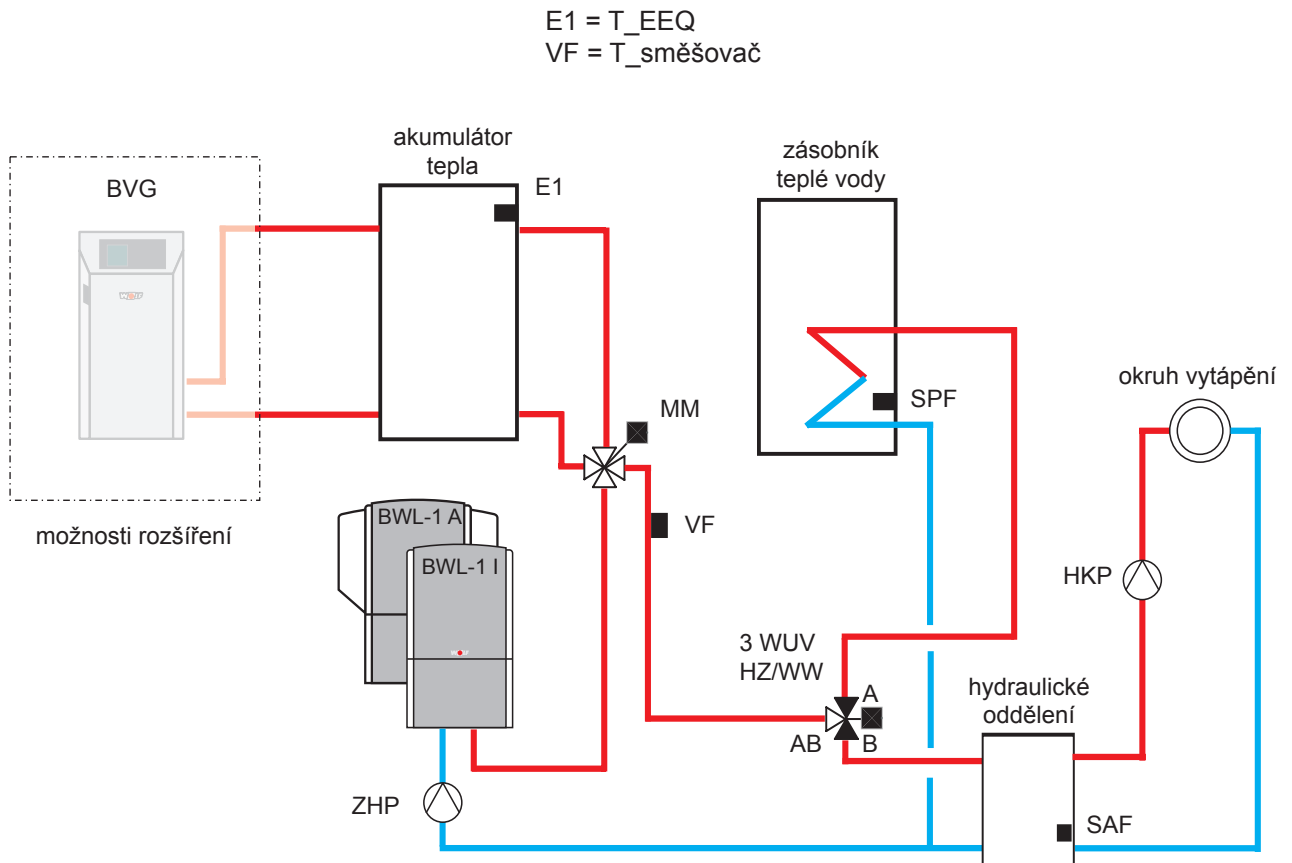 E1 = T_EEQ
VF = T_směšovač
akumulátor
tepla
zásobník
teplé vody
BVG
E1
WOLF
MM
SPF
okruh vytápění
možnosti rozšíření
BWL-1 A
BWL-1 I
VF
HKP
3 WUV
HZ/WW
A
AB
B
hydraulické
oddělení
ZHP
SAF